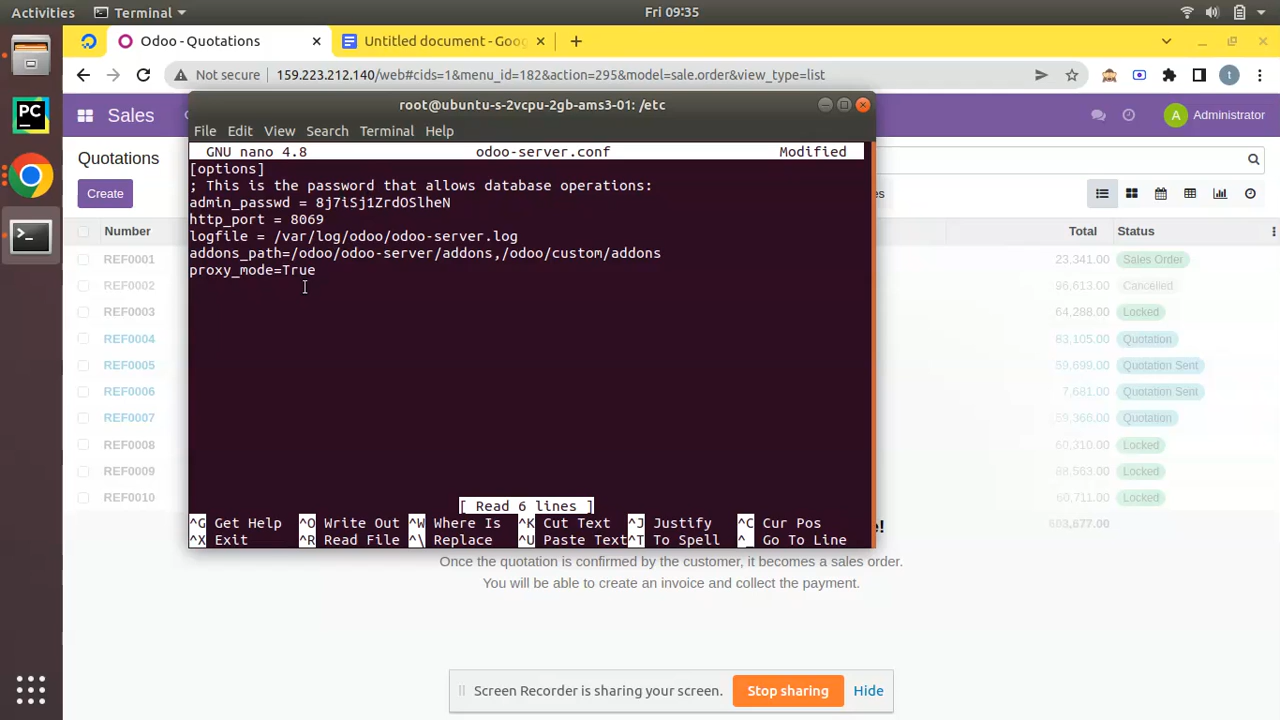 Activities Terminal Fri 09:35
Odoo - Quotations Untitled document - Goog
Not secure 159.223.212.140/web#cids=1&menu_id=182&action=295&model=sale.order&view_type=list t
root@ubuntu-s-2vcpu-2gb-ams3-01: /etc
Sales A Administrator
File Edit View Search Terminal Help
GNU nano 4.8 odoo-server.conf Modified
Quotations
Create
[options]
; This is the password that allows database operations:
admin_passwd = 8j7iSj1ZrdOSlheN
http_port = 8069
logfile = /var/log/odoo/odoo-server.log
addons_path=/odoo/odoo-server/addons,/odoo/custom/addons
proxy_mode=True
[ Read 6 lines ]
^G Get Help ^O Write Out ^W Where Is ^K Cut Text ^J Justify ^C Cur Pos
^X Exit ^R Read File ^\ Replace ^U Paste Text ^T To Spell ^_ Go To Line
Number Total Status
REF0001 23,341.00 Sales Order
REF0002 96,613.00 Cancelled
REF0003 64,288.00 Locked
REF0004 83,105.00 Quotation
REF0005 59,699.00 Quotation Sent
REF0006 7,681.00 Quotation Sent
REF0007 59,366.00 Quotation
REF0008 60,310.00 Locked
REF0009 88,563.00 Locked
REF0010 60,711.00 Locked
603,677.00
Once the quotation is confirmed by the customer, it becomes a sales order.
You will be able to create an invoice and collect the payment.
Screen Recorder is sharing your screen. Stop sharing Hide
PC